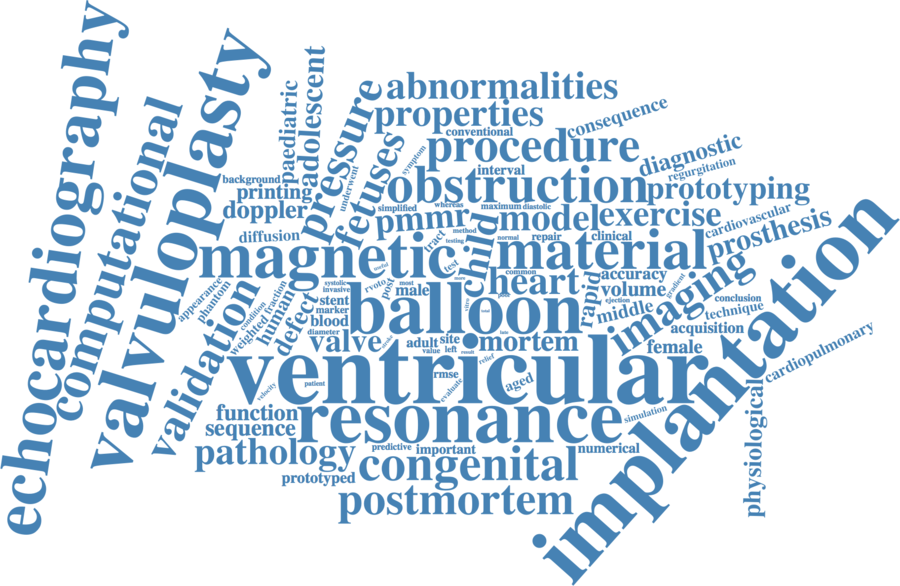 echocardiography
computational
valvuloplasty
validation
paediatric
adolescent
pressure
fetuses
abnormalities
properties
conventional
consequence
procedure
symptom
underwent
background
printing
doppler
interval
diagnostic
regurgitation
obstruction
prototyping
simplified
whereas
maximum
diastolic
pmmr
model
exercise
cardiovascular
diffusion
tract
method
testing
child
normal
repair
clinical
prosthesis
magnetic
material
useful
test
common
heart
rapid
accuracy
imaging
gradient
appearance
phantom
condition
weighted
fraction
human
defect
systolic
invasive
stent
marker
blood
diameter
rvoto
post
most
male
balloon
total
volume
ejection
middle
conclusion
technique
acquisition
implantation
valve
adult
site
value
left
result
relief
mortem
female
cardiopulmonary
ventricular
velocity
patient
rmse
evaluate
aged
function
sequence
resonance
simulation
physiological
pathology
predictive
important
numerical
prototyped
congenital
postmortem